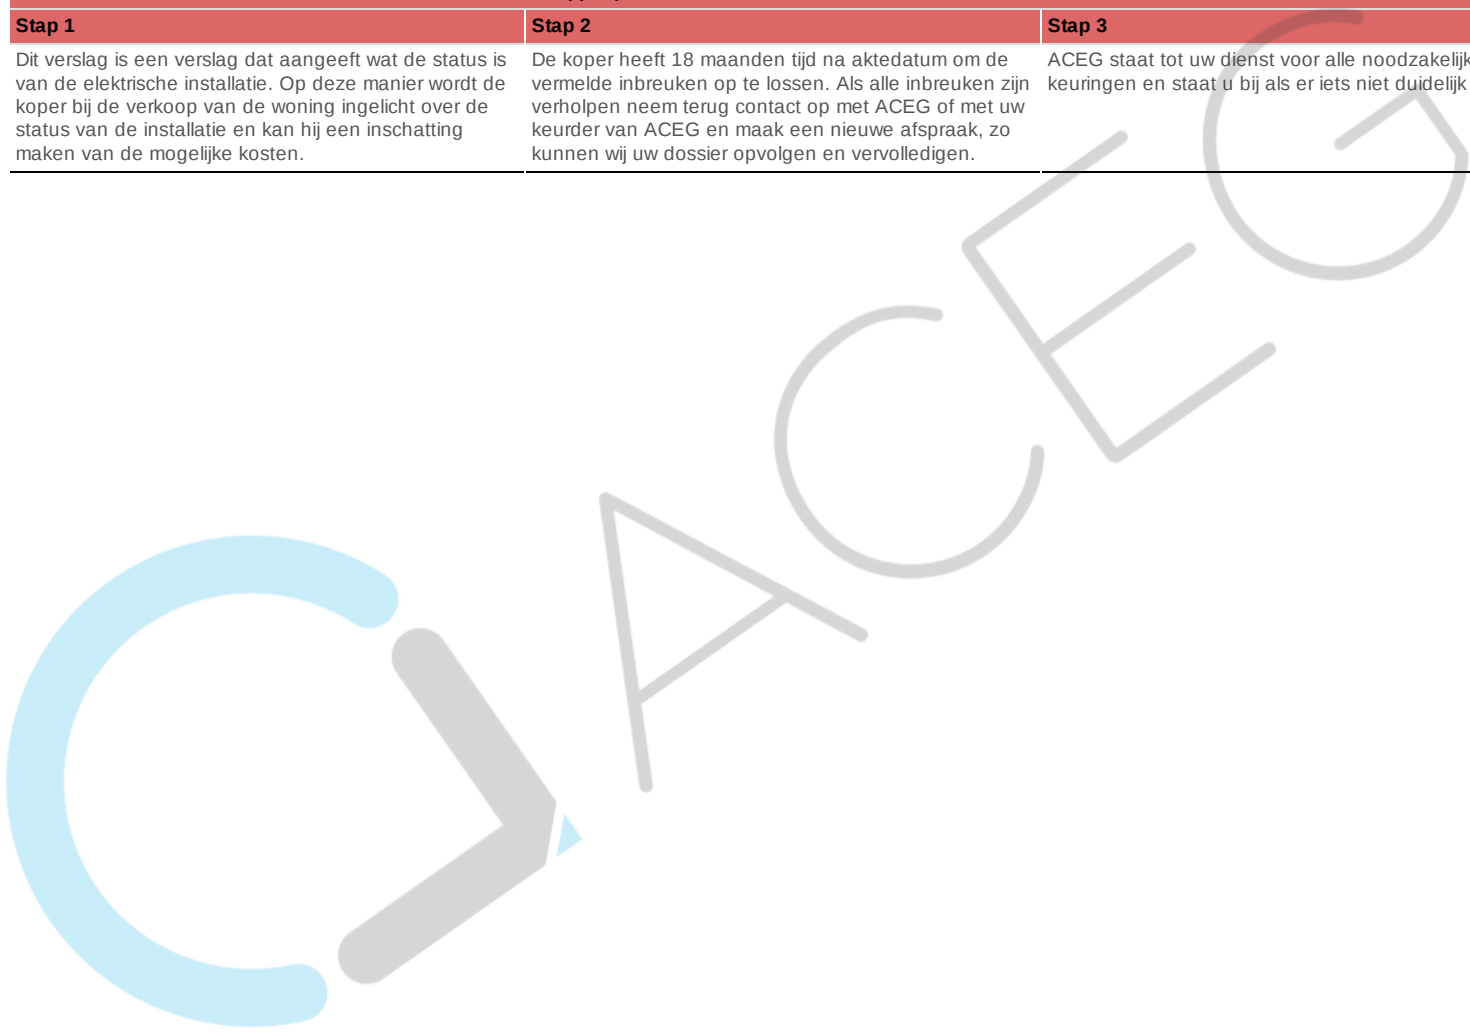 Stap 1
Stap 2
Stap 3
Dit verslag is een verslag dat aangeeft wat de status is
van de elektrische installatie. Op deze manier wordt de
koper bij de verkoop van de woning ingelicht over de
status van de installatie en kan hij een inschatting
maken van de mogelijke kosten.
De koper heeft 18 maanden tijd na aktedatum om de
vermelde inbreuken op te lossen. Als alle inbreuken zijn
verholpen neem terug contact op met ACEG of met uw
keurder van ACEG en maak een nieuwe afspraak, zo
kunnen wij uw dossier opvolgen en vervolledigen.
ACEG staat tot uw dienst voor alle noodzakelijk
keuringen en staat u bij als er iets niet duidelijk
ACEG